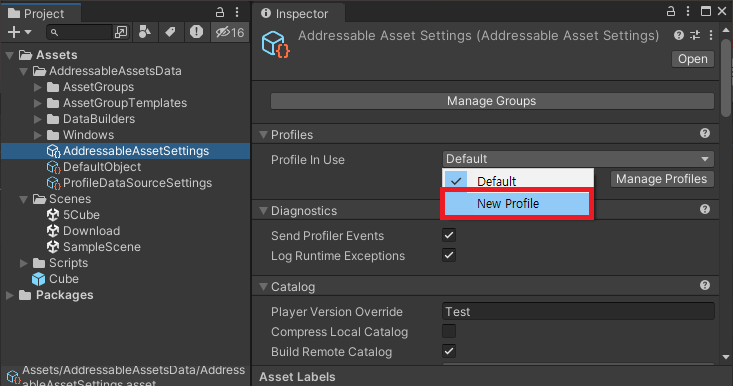 Project
16
Assets
AddressableAssetsData
AssetGroups
AssetGroupTemplates
DataBuilders
Windows
AddressableAssetSettings
DefaultObject
ProfileDataSourceSettings
Scenes
5Cube
Download
SampleScene
Scripts
Cube
Packages
Assets/AddressableAssetsData/Address
ableAssetSettings.asset
Inspector
Addressable Asset Settings (Addressable Asset Settings)
Open
Manage Groups
Profiles
Profile In Use
Default
Default
New Profile
Manage Profiles
Diagnostics
Send Profiler Events
Log Runtime Exceptions
Catalog
Player Version Override
Test
Compress Local Catalog
Build Remote Catalog
Asset Labels